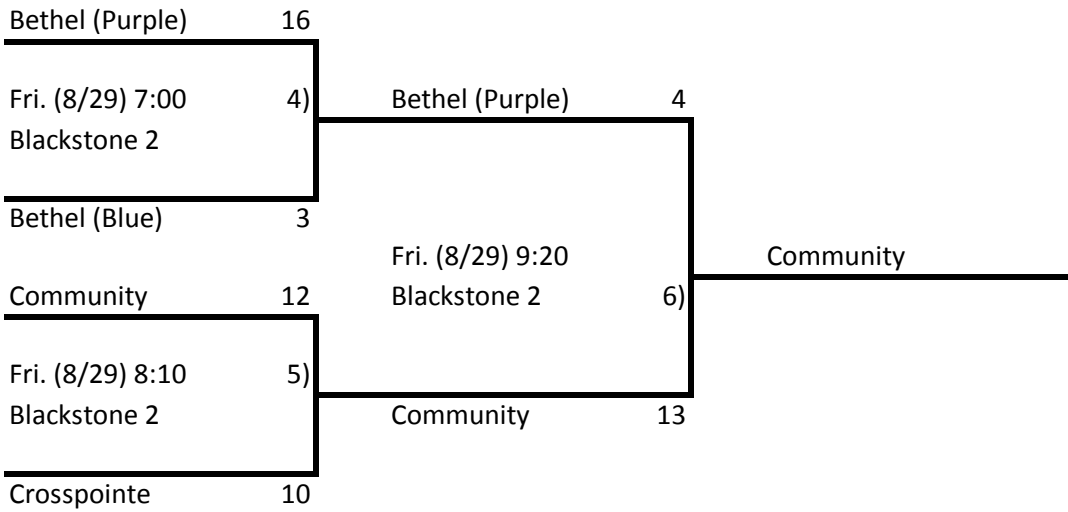 Bethel (Purple) 16
Fri. (8/29) 7:00 4)
Blackstone 2
Bethel (Blue) 3
Community 12
Fri. (8/29) 8:10 5)
Blackstone 2
Crosspointe 10
Bethel (Purple) 4
Fri. (8/29) 9:20
Blackstone 2 6)
Community 13
Community